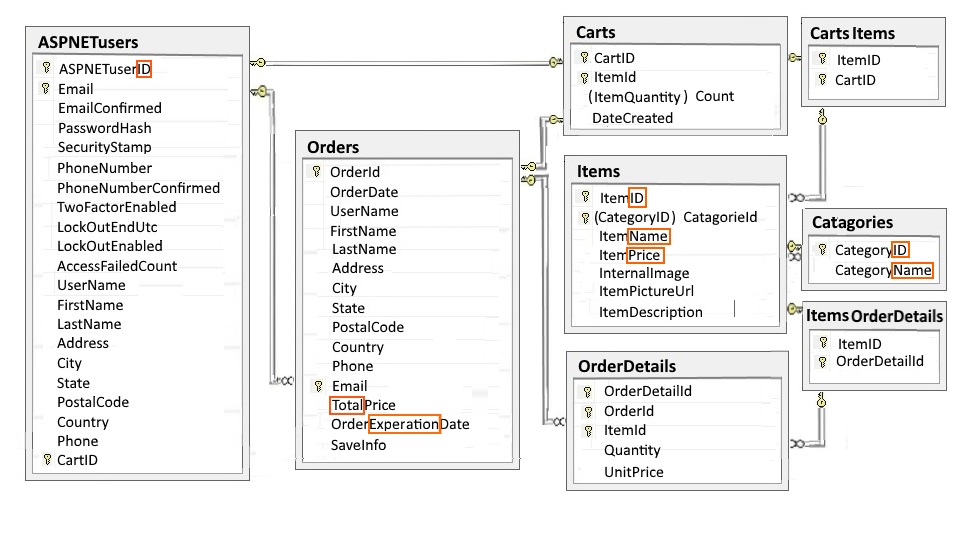 ASPNETusers
ASPNETuserID
Email
EmailConfirmed
PasswordHash
SecurityStamp
PhoneNumber
PhoneNumberConfirmed
TwoFactorEnabled
LockOutEndUtc
LockOutEnabled
AccessFailedCount
UserName
FirstName
LastName
Address
City
State
PostalCode
Country
Phone
CartID
Orders
OrderId
OrderDate
UserName
FirstName
LastName
Address
City
State
PostalCode
Country
Phone
Email
TotalPrice
OrderExperationDate
SaveInfo
Carts
CartID
ItemId
(ItemQuantity) Count
DateCreated
Carts Items
ItemID
CartID
Items
ItemID
(CategoryID) CatagorieId
ItemName
ItemPrice
InternalImage
ItemPictureUrl
ItemDescription
Catagories
CategoryID
CategoryName
Items OrderDetails
ItemID
OrderDetailId
OrderDetails
OrderDetailId
OrderId
ItemId
Quantity
UnitPrice